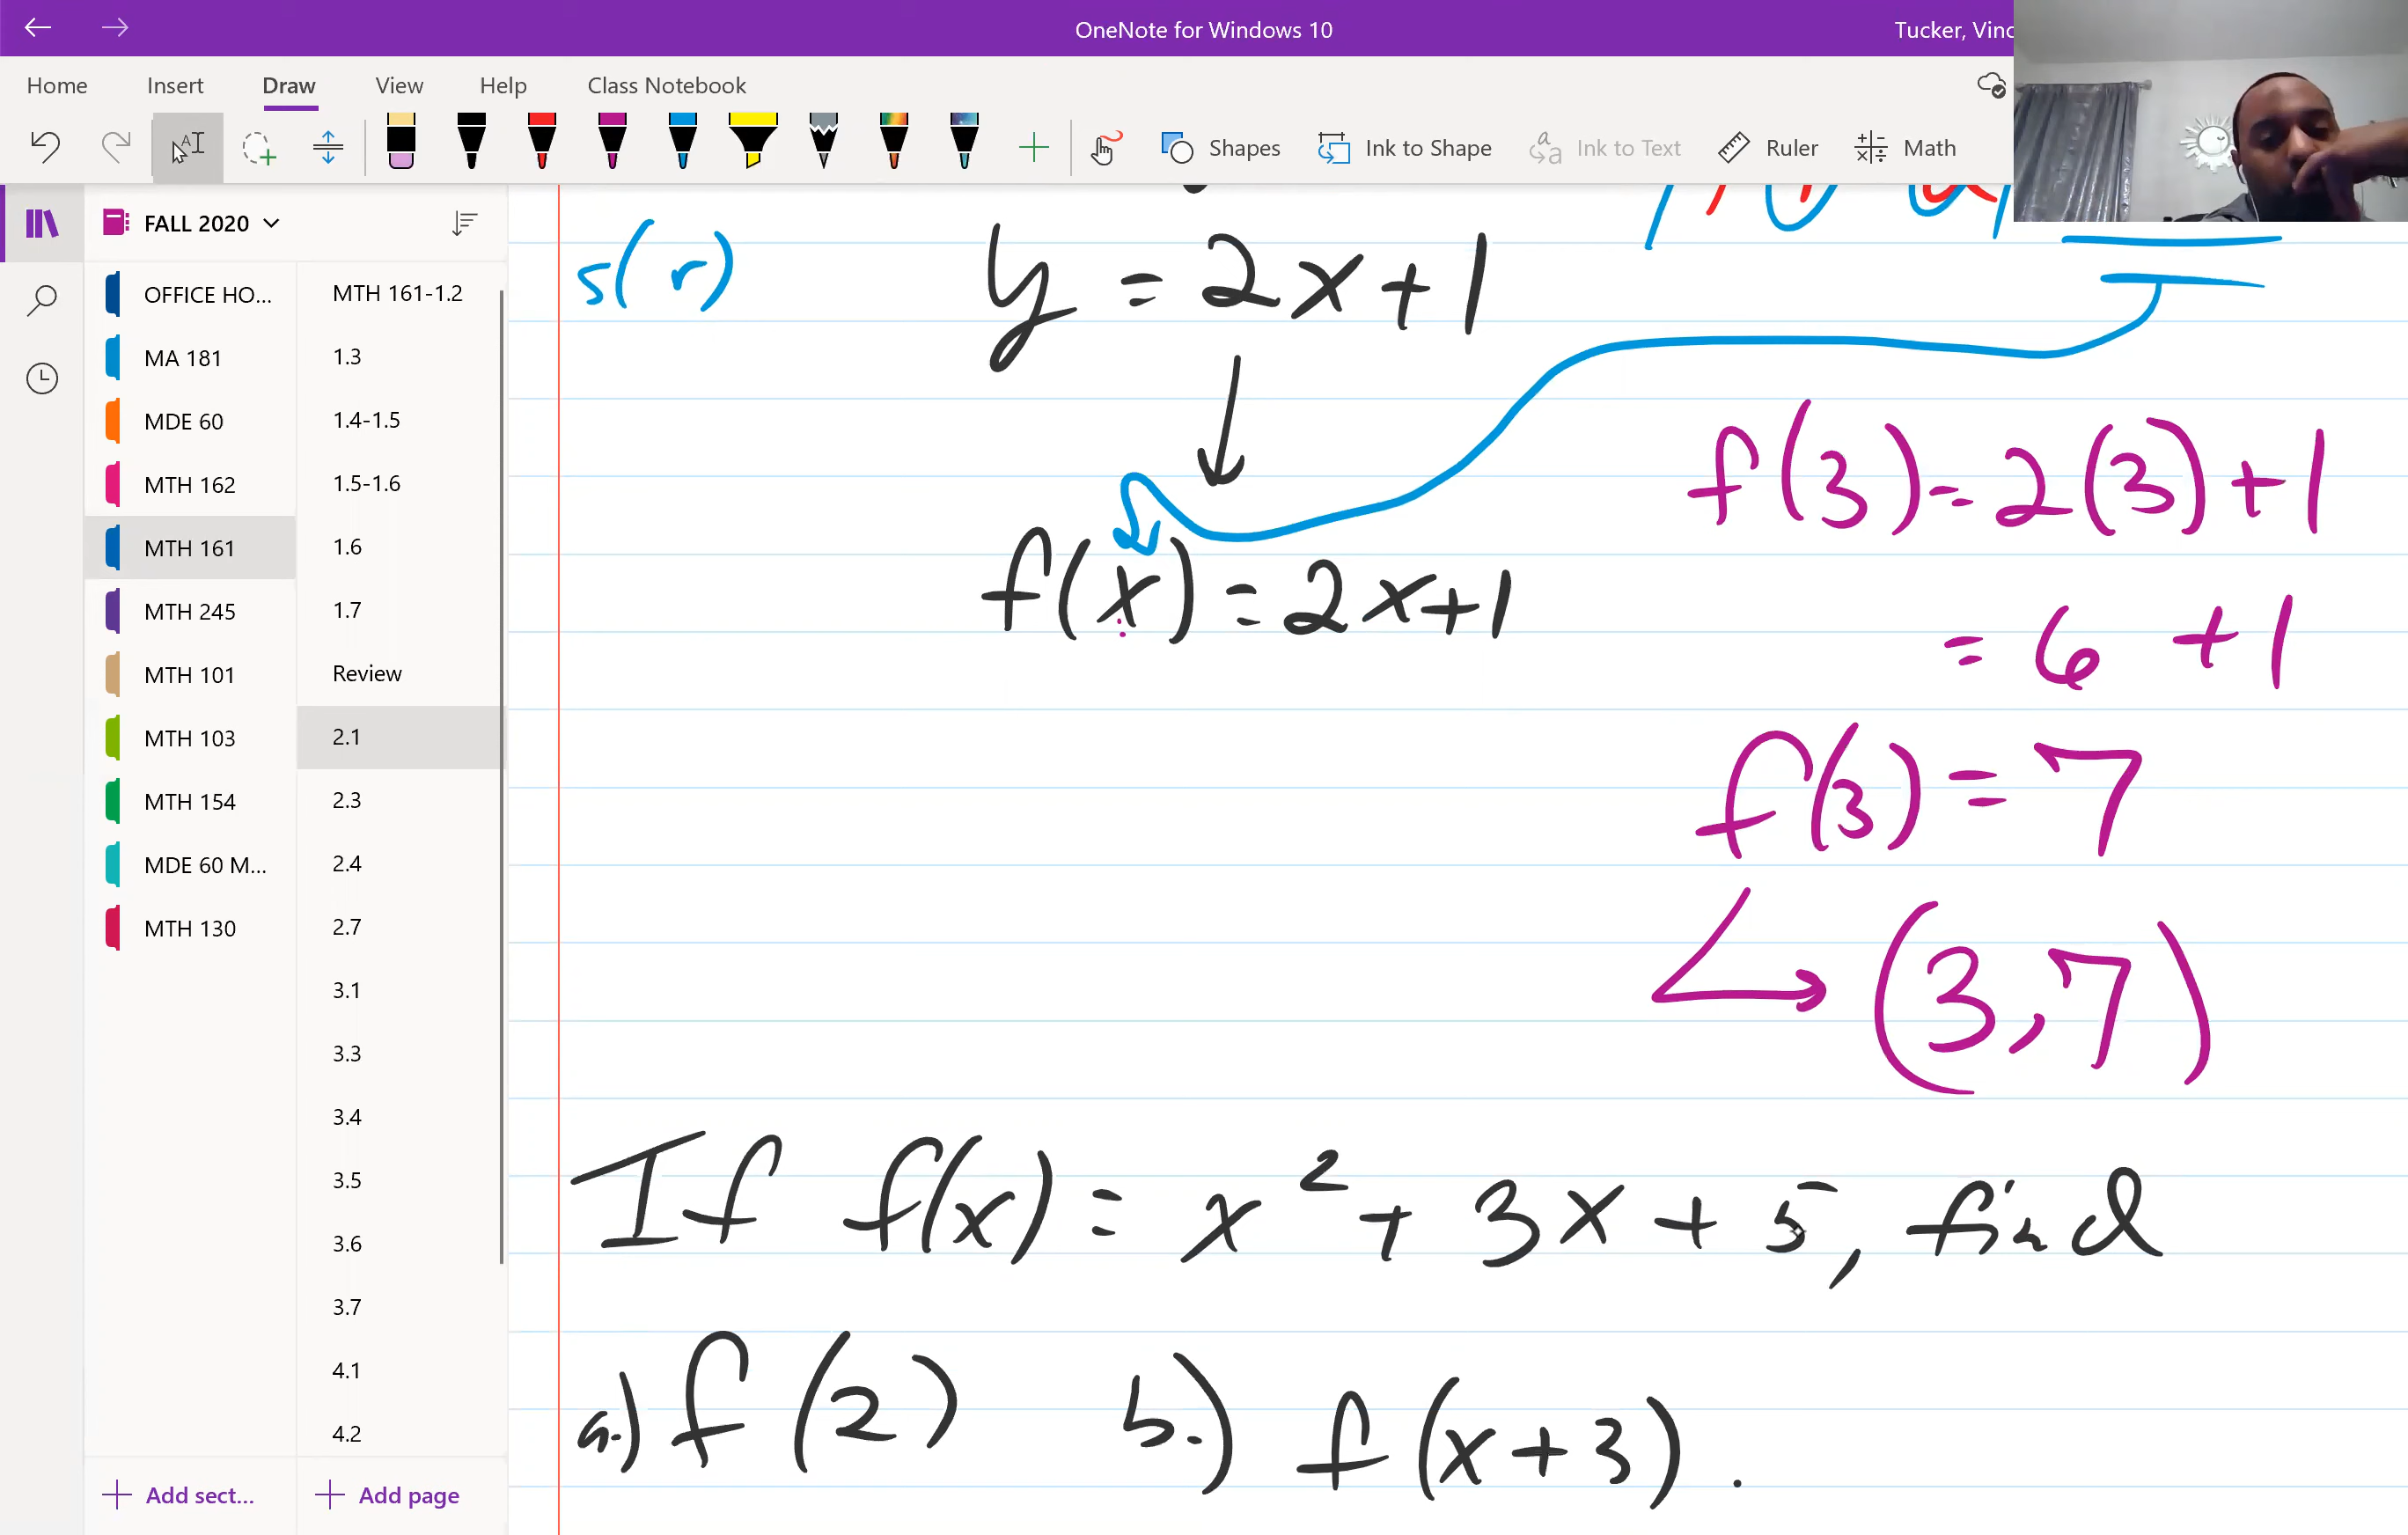 OneNote for Windows 10
Tucker, Vinc
Home Insert Draw View Help Class Notebook
Shapes Ink to Shape Ink to Text Ruler Math
FALL 2020
OFFICE HO...
MA 181
MDE 60
MTH 162
MTH 161
MTH 245
MTH 101
MTH 103
MTH 154
MDE 60 M...
MTH 130
Add sect...
MTH 161-1.2
1.3
1.4-1.5
1.5-1.6
1.6
1.7
Review
2.1
2.3
2.4
2.7
3.1
3.3
3.4
3.5
3.6
3.7
4.1
4.2
Add page
s(r)
y = 2x+1
f(x) = 2x+1
f(3) = 2(3)+1
= 6 +1
f(3) = 7
(3,7)
If f(x) = x² + 3x + 5, find
a.) f(2) b.) f(x+3).